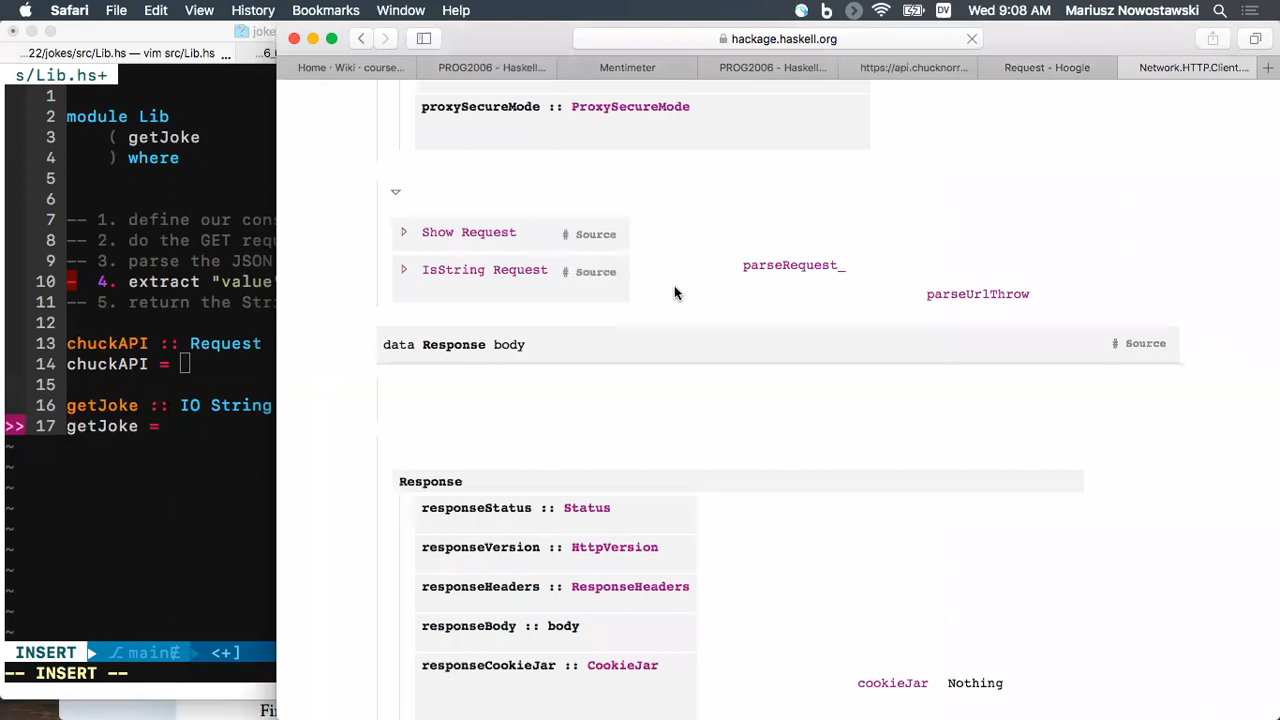 Safari File Edit View History Bookmarks Window Help DV Wed 9:08 AM Mariusz Nowostawski
...22/jokes/src/Lib.hs — vim src/Lib.hs ...
joke
hackage.haskell.org
Home · Wiki · course...
PROG2006 - Haskell...
Mentimeter
PROG2006 - Haskell...
https://api.chucknorr...
Request - Hoogle
Network.HTTP.Client...
s/Lib.hs+
1
2 module Lib
3 ( getJoke
4 ) where
5
6
7 -- 1. define our con
8 -- 2. do the GET req
9 -- 3. parse the JSON
10 - 4. extract "value
11 -- 5. return the Stri
12
13 chuckAPI :: Request
14 chuckAPI =
15
16 getJoke :: IO String
>> 17 getJoke =
~
~
~
~
~
~
~
~
~
~
INSERT main <+]
-- INSERT --
proxySecureMode :: ProxySecureMode
Show Request # Source
IsString Request # Source
parseRequest_
parseUrlThrow
data Response body # Source
Response
responseStatus :: Status
responseVersion :: HttpVersion
responseHeaders :: ResponseHeaders
responseBody :: body
responseCookieJar :: CookieJar
cookieJar Nothing